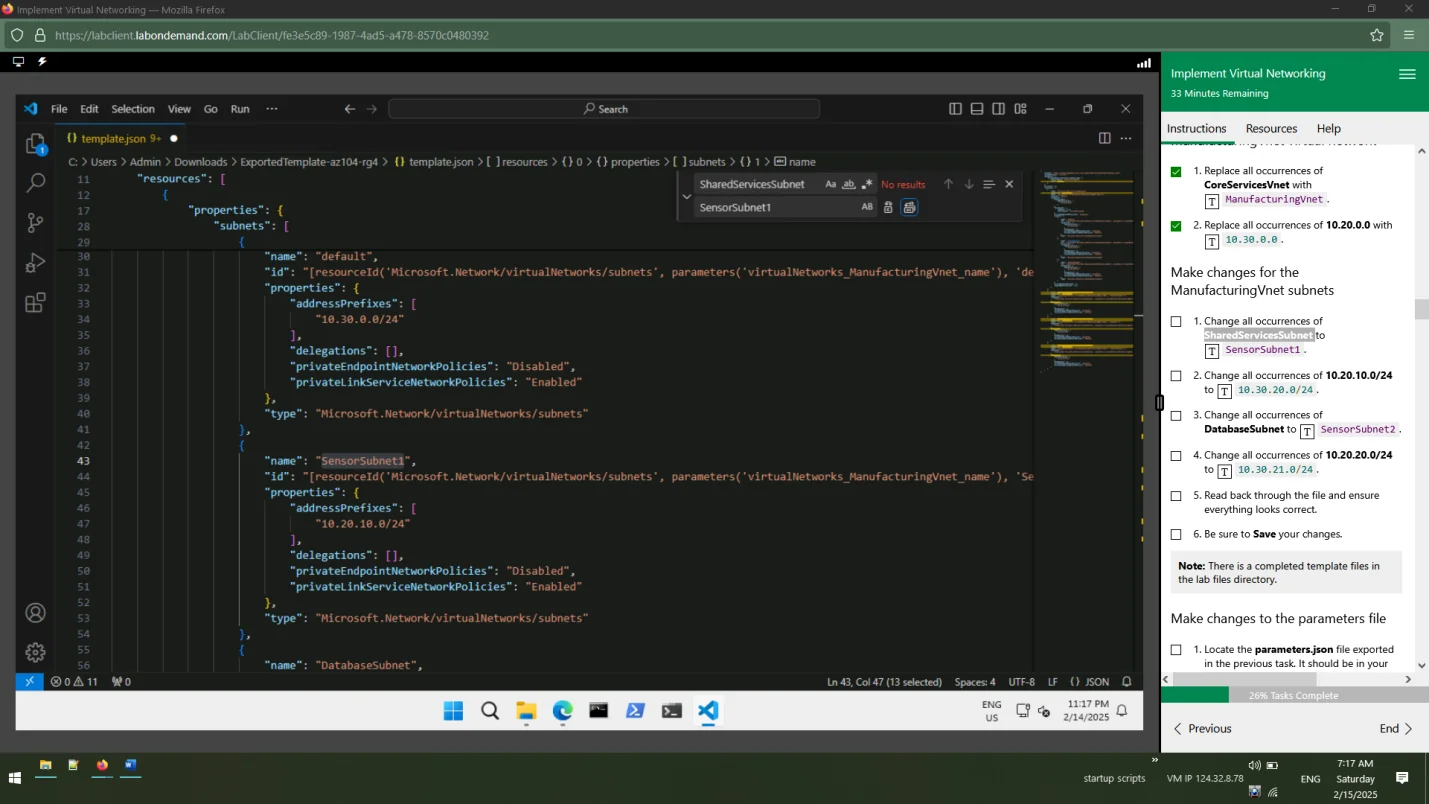 Implement Virtual Networking — Mozilla Firefox
https://labclient.labondemand.com/LabClient/fe3e5c89-1987-4ad5-a478-8570c0480392
File Edit Selection View Go Run ··· Search
{} template.json 9+
C: > Users > Admin > Downloads > ExportedTemplate-az104-rg4 > {} template.json > [ ] resources > {} 0 > {} properties > [ ] subnets > {} 1 > name
SharedServicesSubnet Aa ab .* No results
SensorSubnet1 AB
11 "resources": [
12 {
17 "properties": {
28 "subnets": [
29 {
30 "name": "default",
31 "id": "[resourceId('Microsoft.Network/virtualNetworks/subnets', parameters('virtualNetworks_ManufacturingVnet_name'), 'de
32 "properties": {
33 "addressPrefixes": [
34 "10.30.0.0/24"
35 ],
36 "delegations": [],
37 "privateEndpointNetworkPolicies": "Disabled",
38 "privateLinkServiceNetworkPolicies": "Enabled"
39 },
40 "type": "Microsoft.Network/virtualNetworks/subnets"
41 },
42 {
43 "name": "SensorSubnet1",
44 "id": "[resourceId('Microsoft.Network/virtualNetworks/subnets', parameters('virtualNetworks_ManufacturingVnet_name'), 'Se
45 "properties": {
46 "addressPrefixes": [
47 "10.20.10.0/24"
48 ],
49 "delegations": [],
50 "privateEndpointNetworkPolicies": "Disabled",
51 "privateLinkServiceNetworkPolicies": "Enabled"
52 },
53 "type": "Microsoft.Network/virtualNetworks/subnets"
54 },
55 {
56 "name": "DatabaseSubnet",
0 11 0 Ln 43, Col 47 (13 selected) Spaces: 4 UTF-8 LF {} JSON
ENG
US
11:17 PM
2/14/2025
Implement Virtual Networking
33 Minutes Remaining
Instructions Resources Help
ManufacturingVnet virtual network
1. Replace all occurrences of
CoreServicesVnet with
T ManufacturingVnet .
2. Replace all occurrences of 10.20.0.0 with
T 10.30.0.0 .
Make changes for the
ManufacturingVnet subnets
1. Change all occurrences of
SharedServicesSubnet to
T SensorSubnet1 .
2. Change all occurrences of 10.20.10.0/24
to T 10.30.20.0/24 .
3. Change all occurrences of
DatabaseSubnet to T SensorSubnet2 .
4. Change all occurrences of 10.20.20.0/24
to T 10.30.21.0/24 .
5. Read back through the file and ensure
everything looks correct.
6. Be sure to Save your changes.
Note: There is a completed template files in
the lab files directory.
Make changes to the parameters file
1. Locate the parameters.json file exported
in the previous task. It should be in your
26% Tasks Complete
Previous End
startup scripts
VM IP 124.32.8.78
ENG
7:17 AM
Saturday
2/15/2025